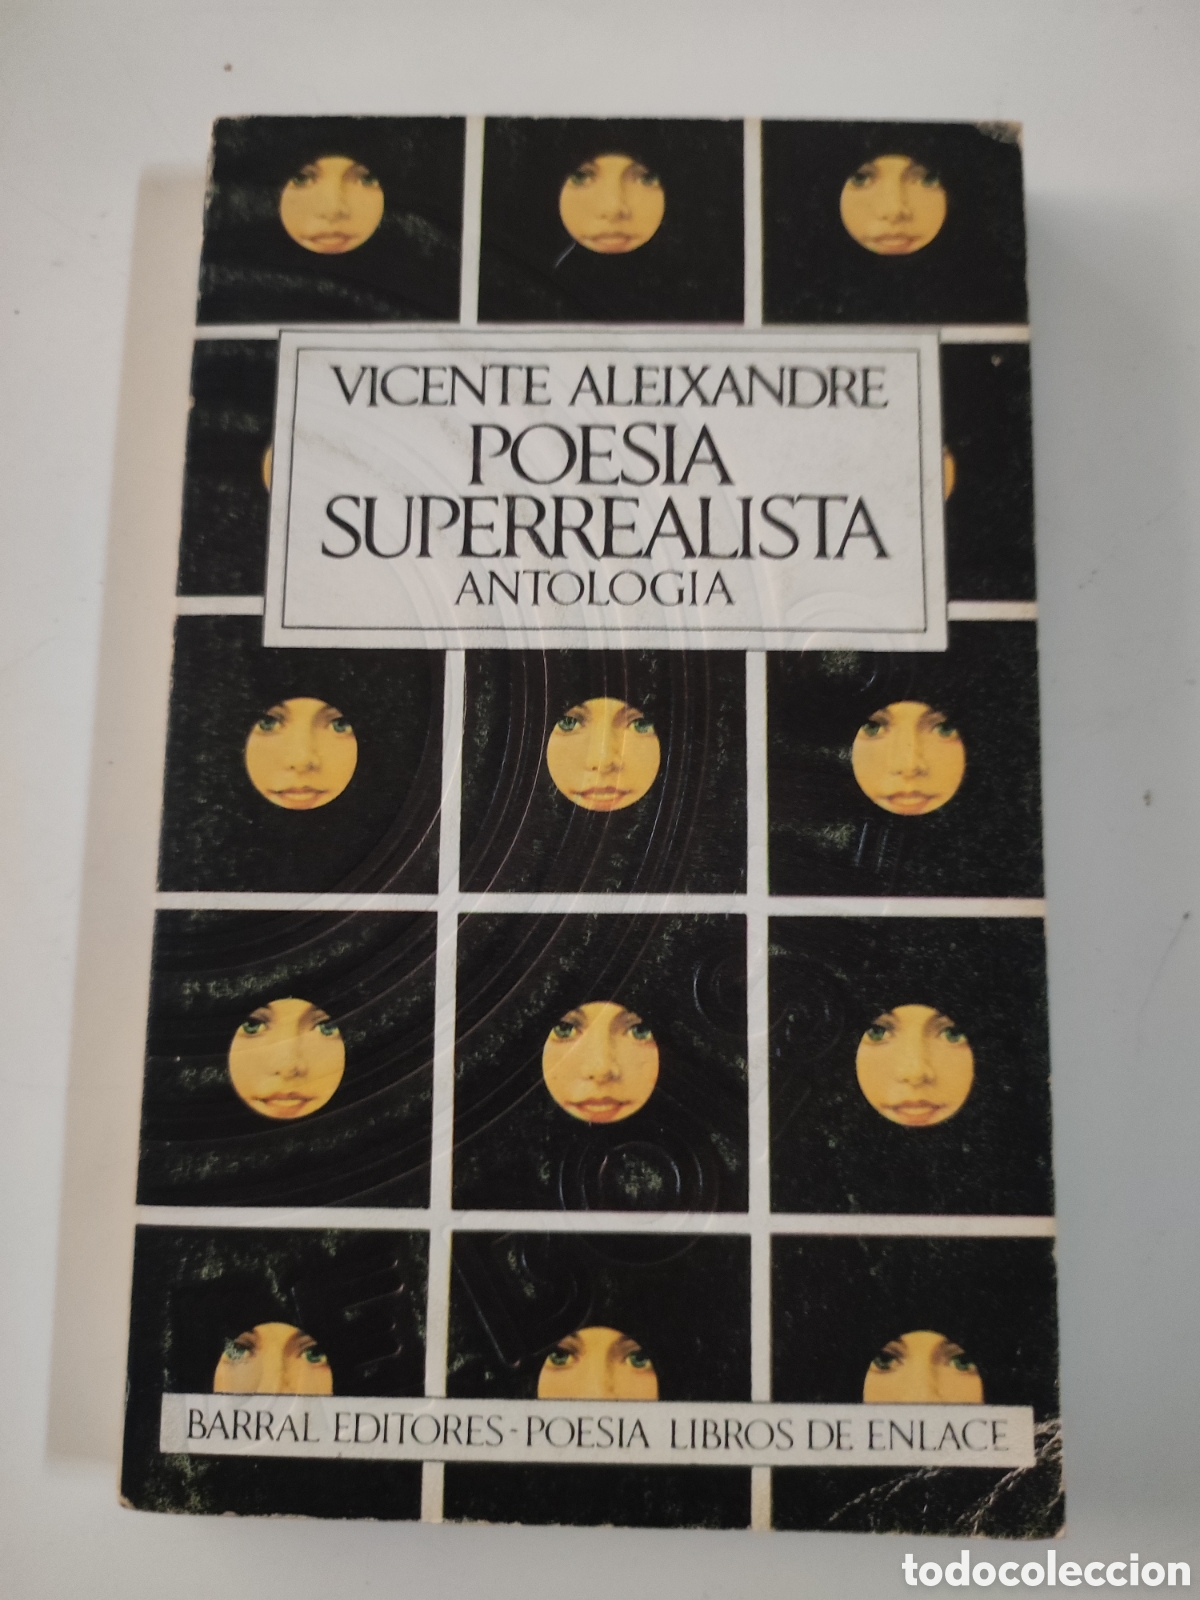 VICENTE ALEIXANDRE
POESIA
SUPERREALISTA
ANTOLOGIA
BARRAL EDITORES-POESIA LIBROS DE ENLACE
todocoleccion